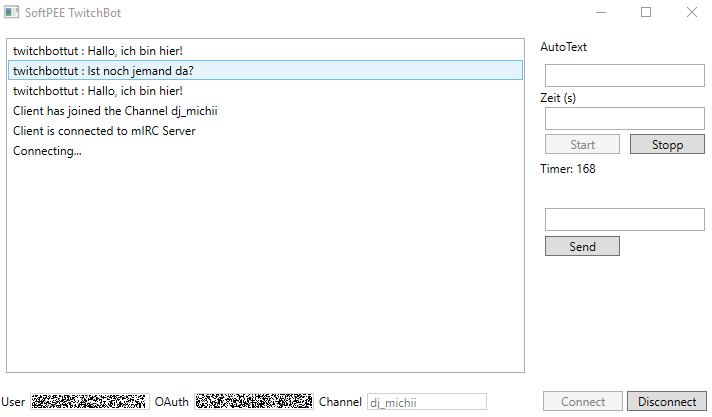 SoftPEE TwitchBot
twitchbottut : Hallo, ich bin hier!
twitchbottut : Ist noch jemand da?
twitchbottut : Hallo, ich bin hier!
Client has joined the Channel dj_michii
Client is connected to mIRC Server
Connecting...
AutoText
Zeit (s)
Start Stopp
Timer: 168
Send
User OAuth Channel dj_michii Connect Disconnect